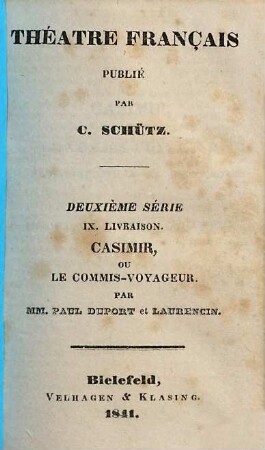 THÉATRE FRANÇAIS
PUBLIÉ
PAR
C. SCHÜTZ.
DEUXIÈME SÉRIE
IX. LIVRAISON.
CASIMIR,
OU
LE COMMIS-VOYAGEUR.
PAR
MM. PAUL DUPORT et LAURENCIN.
Bielefeld,
VELHAGEN & KLASING.
1841.